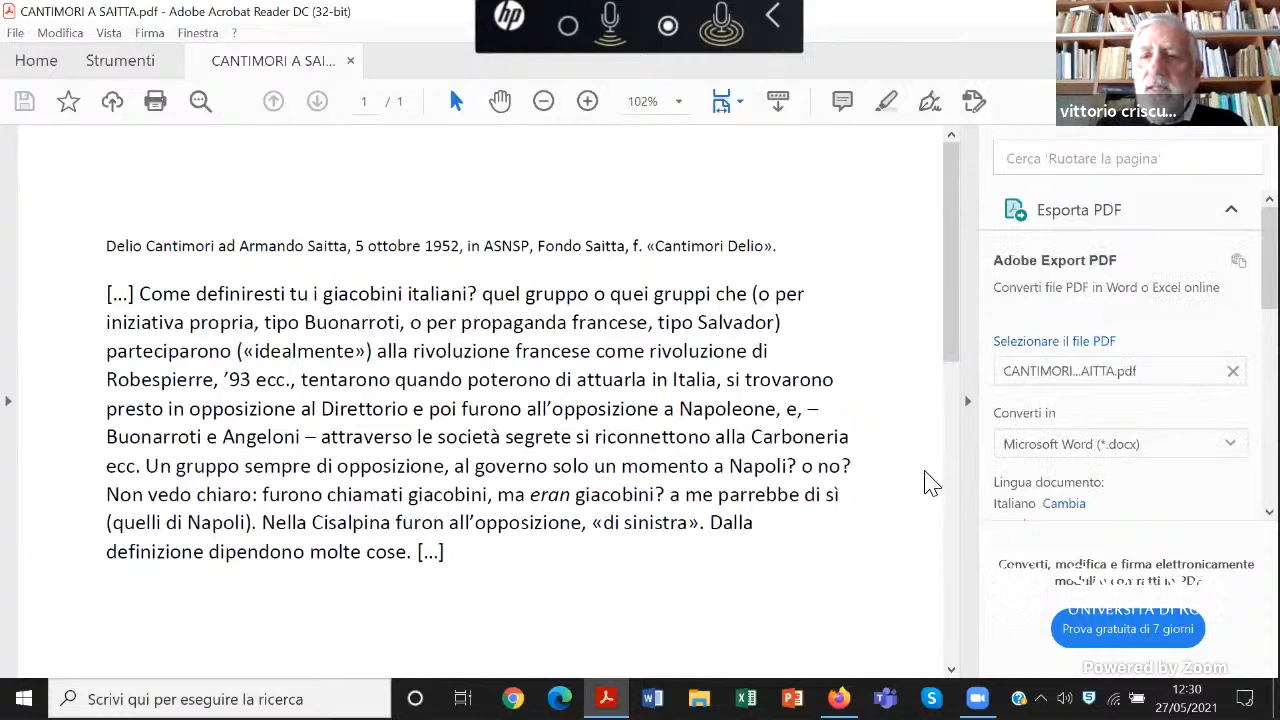 CANTIMORI A SAITTA.pdf - Adobe Acrobat Reader DC (32-bit)
File Modifica Vista Firma Finestra ?
hp
Home Strumenti CANTIMORI A SAI... ×
1 / 1 102%
vittorio criscu...
Cerca 'Ruotare la pagina'
Esporta PDF
Adobe Export PDF
Converti file PDF in Word o Excel online
Selezionare il file PDF
CANTIMORI...AITTA.pdf
Converti in
Microsoft Word (*.docx)
Lingua documento:
Italiano Cambia
Converti, modifica e firma elettronicamente
UNIVERSITÀ DI RO
Prova gratuita di 7 giorni
Powered by Zoom
Delio Cantimori ad Armando Saitta, 5 ottobre 1952, in ASNSP, Fondo Saitta, f. «Cantimori Delio».
[…] Come definiresti tu i giacobini italiani? quel gruppo o quei gruppi che (o per
iniziativa propria, tipo Buonarroti, o per propaganda francese, tipo Salvador)
parteciparono («idealmente») alla rivoluzione francese come rivoluzione di
Robespierre, ’93 ecc., tentarono quando poterono di attuarla in Italia, si trovarono
presto in opposizione al Direttorio e poi furono all’opposizione a Napoleone, e, –
Buonarroti e Angeloni – attraverso le società segrete si riconnettono alla Carboneria
ecc. Un gruppo sempre di opposizione, al governo solo un momento a Napoli? o no?
Non vedo chiaro: furono chiamati giacobini, ma eran giacobini? a me parrebbe di sì
(quelli di Napoli). Nella Cisalpina furon all’opposizione, «di sinistra». Dalla
definizione dipendono molte cose. […]
Scrivi qui per eseguire la ricerca
12:30
27/05/2021